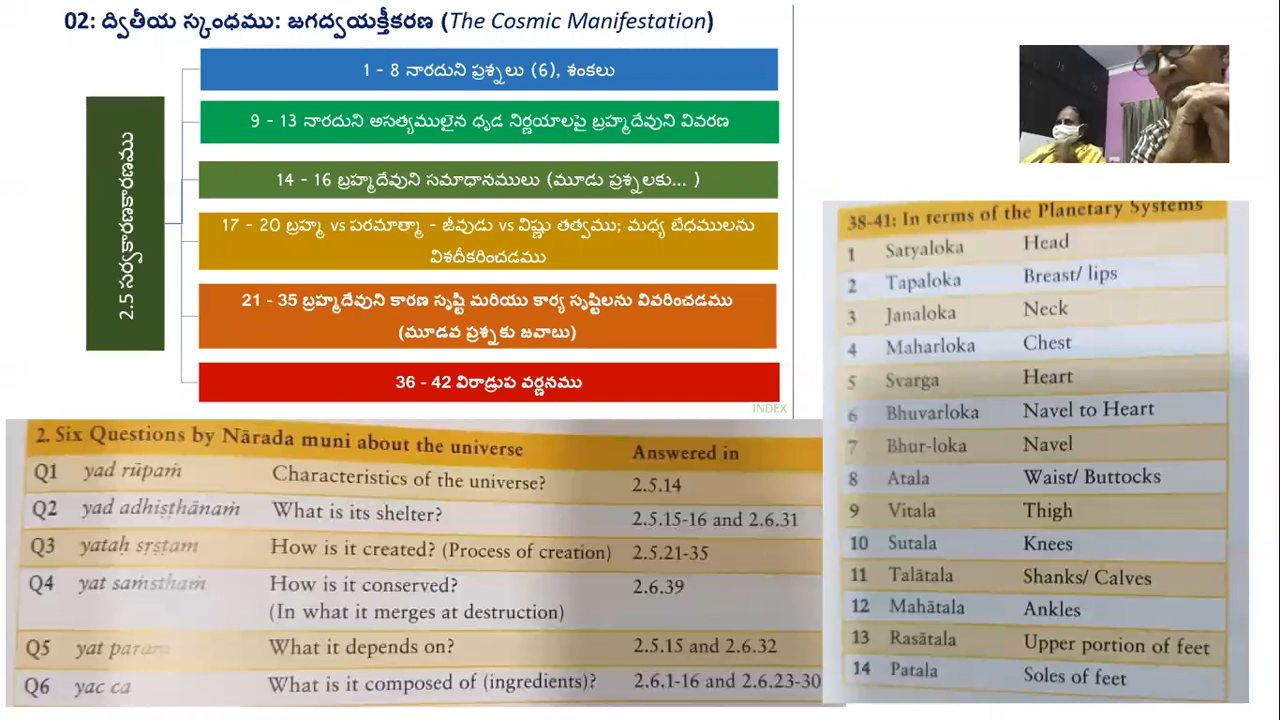 02: ద్వితీయ స్కంధము: జగద్వయక్తీకరణ (The Cosmic Manifestation)
2.5 సర్వకారణకారణము
1 - 8 నారదుని ప్రశ్నలు (6), శంకలు
9 - 13 నారదుని అసత్యములైన ధృడ నిర్ణయాలపై బ్రహ్మదేవుని వివరణ
14 - 16 బ్రహ్మదేవుని సమాధానములు (మూడు ప్రశ్నలకు... )
17 - 20 బ్రహ్మ vs పరమాత్మా - జీవుడు vs విష్ణు తత్వము; మధ్య బేధములను
విశదీకరించడము
21 - 35 బ్రహ్మదేవుని కారణ సృష్టి మరియు కార్య సృష్టిలను వివరించడము
(మూడవ ప్రశ్నకు జవాబు)
36 - 42 విరాడ్రుప వర్ణనము
INDEX
2. Six Questions by Nārada muni about the universe Answered in
Q1 yad rūpaṁ Characteristics of the universe? 2.5.14
Q2 yad adhiṣṭhānaṁ What is its shelter? 2.5.15-16 and 2.6.31
Q3 yataḥ sṛṣṭam How is it created? (Process of creation) 2.5.21-35
Q4 yat saṁsthaṁ How is it conserved? 2.6.39
(In what it merges at destruction)
Q5 yat paraṁ What it depends on? 2.5.15 and 2.6.32
Q6 yac ca What is it composed of (ingredients)? 2.6.1-16 and 2.6.23-30
38-41: In terms of the Planetary Systems
1 Satyaloka Head
2 Tapaloka Breast/ lips
3 Janaloka Neck
4 Maharloka Chest
5 Svarga Heart
6 Bhuvarloka Navel to Heart
7 Bhur-loka Navel
8 Atala Waist/ Buttocks
9 Vitala Thigh
10 Sutala Knees
11 Talātala Shanks/ Calves
12 Mahātala Ankles
13 Rasātala Upper portion of feet
14 Patala Soles of feet